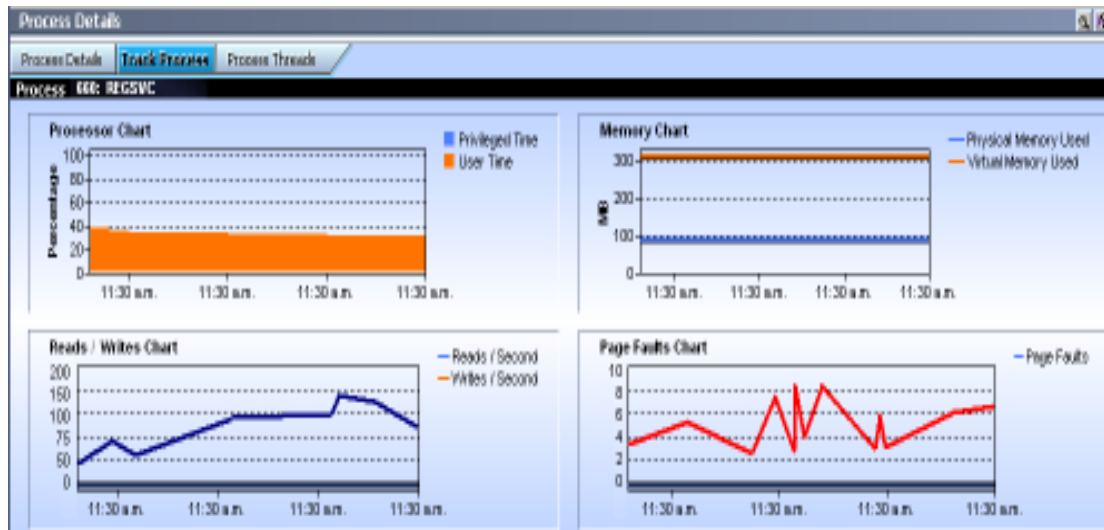 Process Details
Process Details Track Process Process Threads
Process 660: REGSVC
Processor Chart
Privileged Time
User Time
Percentage
100
80
60
40
20
0
11:30 a.m. 11:30 a.m. 11:30 a.m. 11:30 a.m.
Memory Chart
Physical Memory Used
Virtual Memory Used
MB
300
200
100
0
11:30 a.m. 11:30 a.m. 11:30 a.m. 11:30 a.m.
Reads / Writes Chart
Reads / Second
Writes / Second
200
150
100
75
50
0
11:30 a.m. 11:30 a.m. 11:30 a.m. 11:30 a.m.
Page Faults Chart
Page Faults
10
8
6
4
2
0
11:30 a.m. 11:30 a.m. 11:30 a.m. 11:30 a.m.